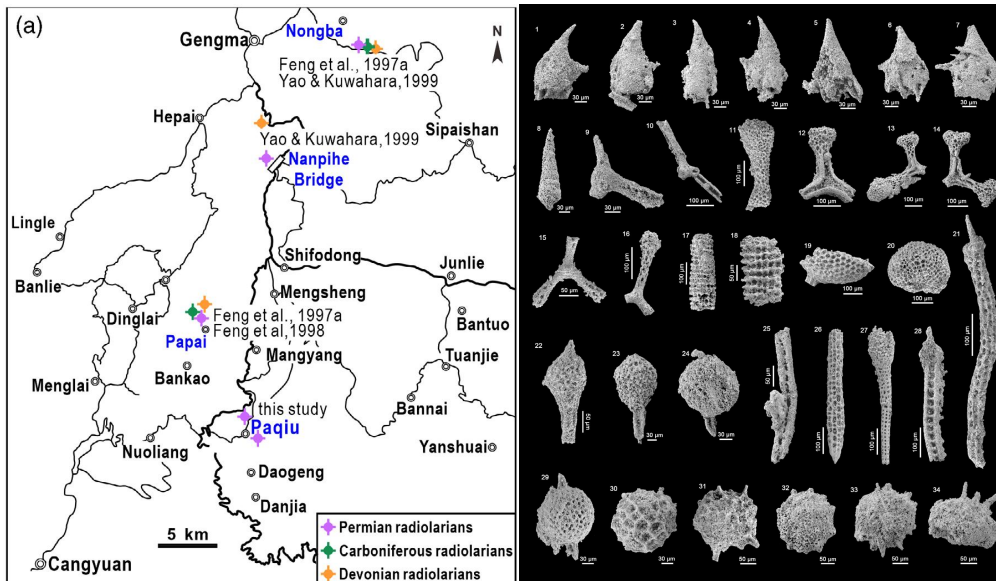 (a)
Nongba
N
Gengma
Feng et al., 1997a
Yao & Kuwahara, 1999
Hepai
Yao & Kuwahara,1999
Sipaishan
Nanpihe
Bridge
Lingle
Shifodong
Junlie
Banlie
Mengsheng
Dinglai
Feng et al., 1997a
Feng et al,1998
Bantuo
Papai
Mangyang
Tuanjie
Menglai
Bankao
Bannai
this study
Paqiu
Nuoliang
Yanshuai
Daogeng
Danjia
5 km
Permian radiolarians
Carboniferous radiolarians
Devonian radiolarians
Cangyuan
1 2 3 4 5 6 7
30 µm 30 µm 30 µm 30 µm 30 µm 30 µm 30 µm
8 9 10 11 12 13 14
30 µm 30 µm 100 µm 100 µm 100 µm 100 µm 100 µm
15 16 17 18 19 20 21
50 µm 100 µm 100 µm 50 µm 100 µm 100 µm 100 µm
22 23 24 25 26 27 28
50 µm 30 µm 30 µm 50 µm 100 µm 100 µm 100 µm
29 30 31 32 33 34
30 µm 30 µm 50 µm 50 µm 50 µm 50 µm